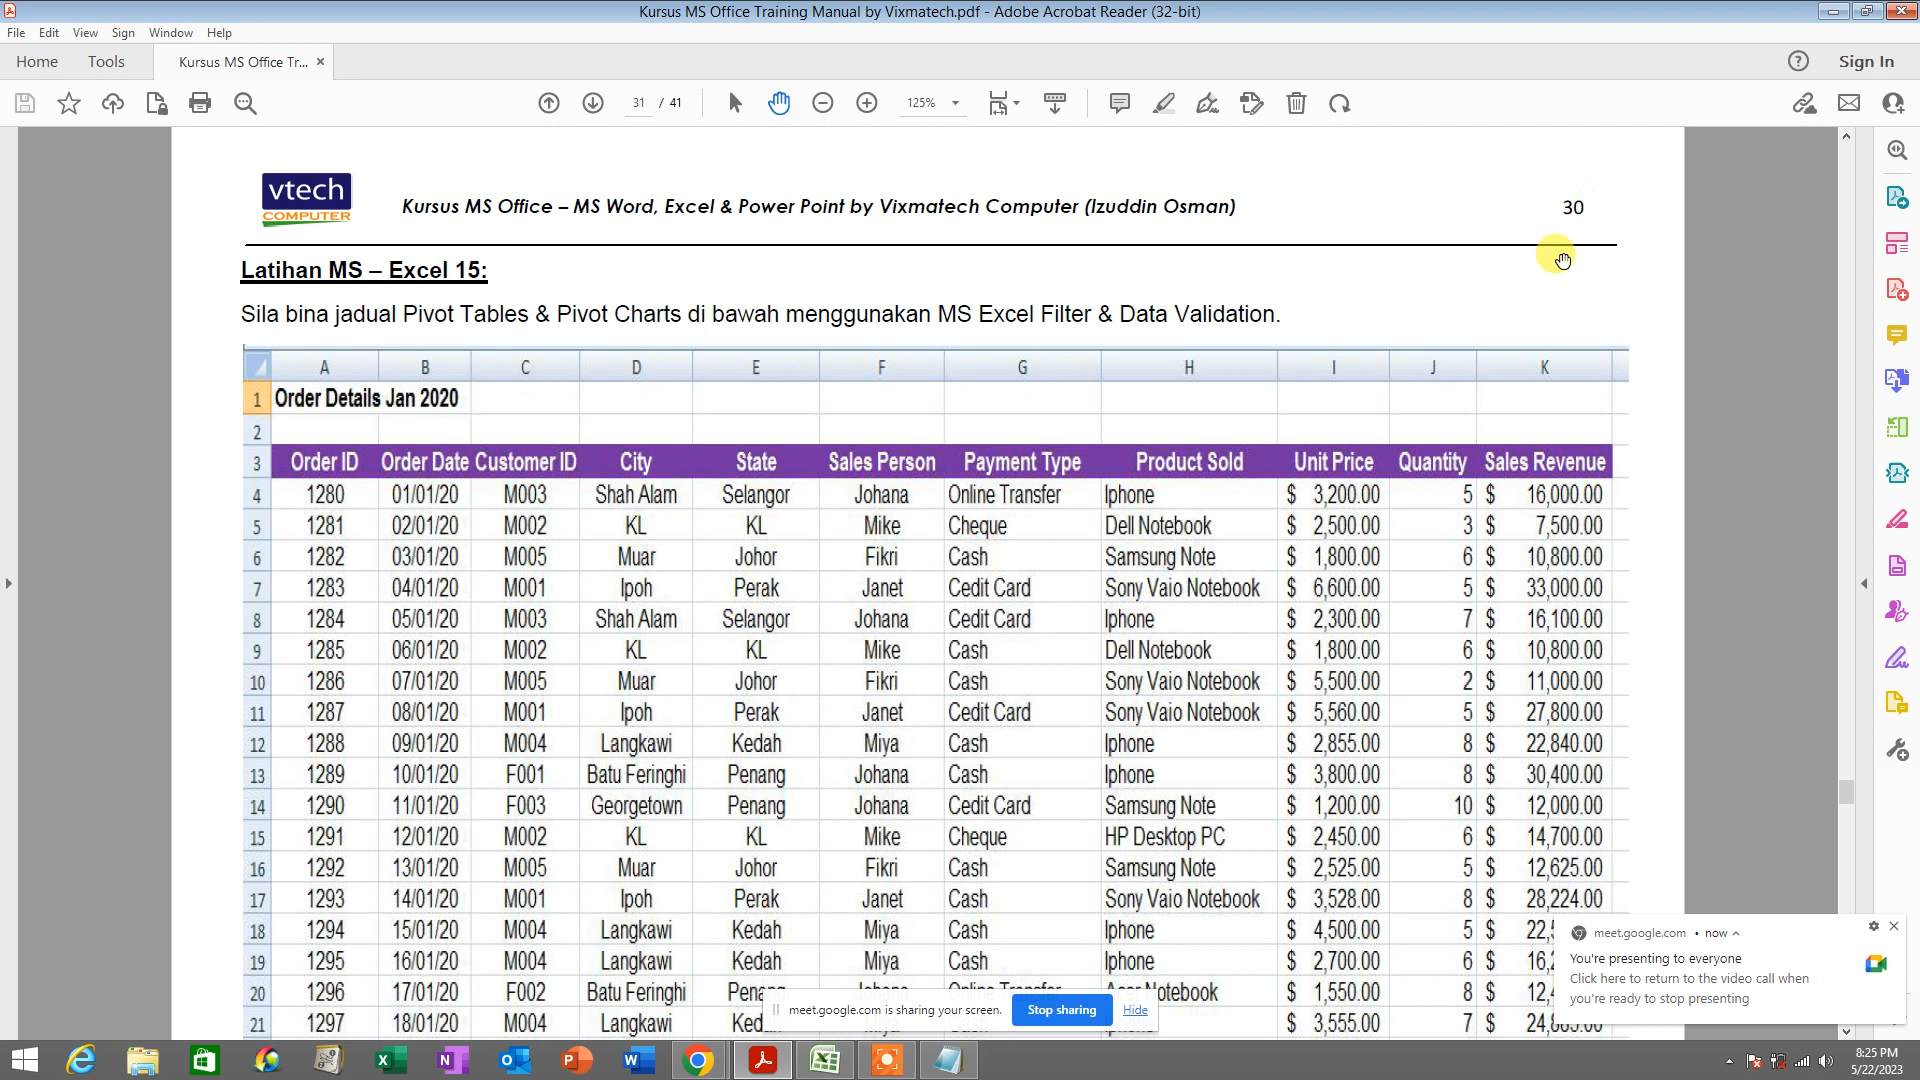 Kursus MS Office Training Manual by Vixmatech.pdf - Adobe Acrobat Reader (32-bit)
File Edit View Sign Window Help
Home Tools Kursus MS Office Tr... × Sign In
31 / 41 125%
vtech
COMPUTER
Kursus MS Office – MS Word, Excel & Power Point by Vixmatech Computer (Izuddin Osman) 30
Latihan MS – Excel 15:
Sila bina jadual Pivot Tables & Pivot Charts di bawah menggunakan MS Excel Filter & Data Validation.
A B C D E F G H I J K
1 Order Details Jan 2020
2
3 Order ID Order Date Customer ID City State Sales Person Payment Type Product Sold Unit Price Quantity Sales Revenue
4 1280 01/01/20 M003 Shah Alam Selangor Johana Online Transfer Iphone $ 3,200.00 5 $ 16,000.00
5 1281 02/01/20 M002 KL KL Mike Cheque Dell Notebook $ 2,500.00 3 $ 7,500.00
6 1282 03/01/20 M005 Muar Johor Fikri Cash Samsung Note $ 1,800.00 6 $ 10,800.00
7 1283 04/01/20 M001 Ipoh Perak Janet Cedit Card Sony Vaio Notebook $ 6,600.00 5 $ 33,000.00
8 1284 05/01/20 M003 Shah Alam Selangor Johana Cedit Card Iphone $ 2,300.00 7 $ 16,100.00
9 1285 06/01/20 M002 KL KL Mike Cash Dell Notebook $ 1,800.00 6 $ 10,800.00
10 1286 07/01/20 M005 Muar Johor Fikri Cash Sony Vaio Notebook $ 5,500.00 2 $ 11,000.00
11 1287 08/01/20 M001 Ipoh Perak Janet Cedit Card Sony Vaio Notebook $ 5,560.00 5 $ 27,800.00
12 1288 09/01/20 M004 Langkawi Kedah Miya Cash Iphone $ 2,855.00 8 $ 22,840.00
13 1289 10/01/20 F001 Batu Feringhi Penang Johana Cash Iphone $ 3,800.00 8 $ 30,400.00
14 1290 11/01/20 F003 Georgetown Penang Johana Cedit Card Samsung Note $ 1,200.00 10 $ 12,000.00
15 1291 12/01/20 M002 KL KL Mike Cheque HP Desktop PC $ 2,450.00 6 $ 14,700.00
16 1292 13/01/20 M005 Muar Johor Fikri Cash Samsung Note $ 2,525.00 5 $ 12,625.00
17 1293 14/01/20 M001 Ipoh Perak Janet Cash Sony Vaio Notebook $ 3,528.00 8 $ 28,224.00
18 1294 15/01/20 M004 Langkawi Kedah Miya Cash Iphone $ 4,500.00 5 $
19 1295 16/01/20 M004 Langkawi Kedah Miya Cash Iphone $ 2,700.00 6 $
20 1296 17/01/20 F002 Batu Feringhi Notebook $ 1,550.00 8 $
21 1297 18/01/20 M004 Langkawi $ 3,555.00 7 $
meet.google.com • now
You're presenting to everyone
Click here to return to the video call when
you're ready to stop presenting
meet.google.com is sharing your screen. Stop sharing Hide
8:25 PM
5/22/2023